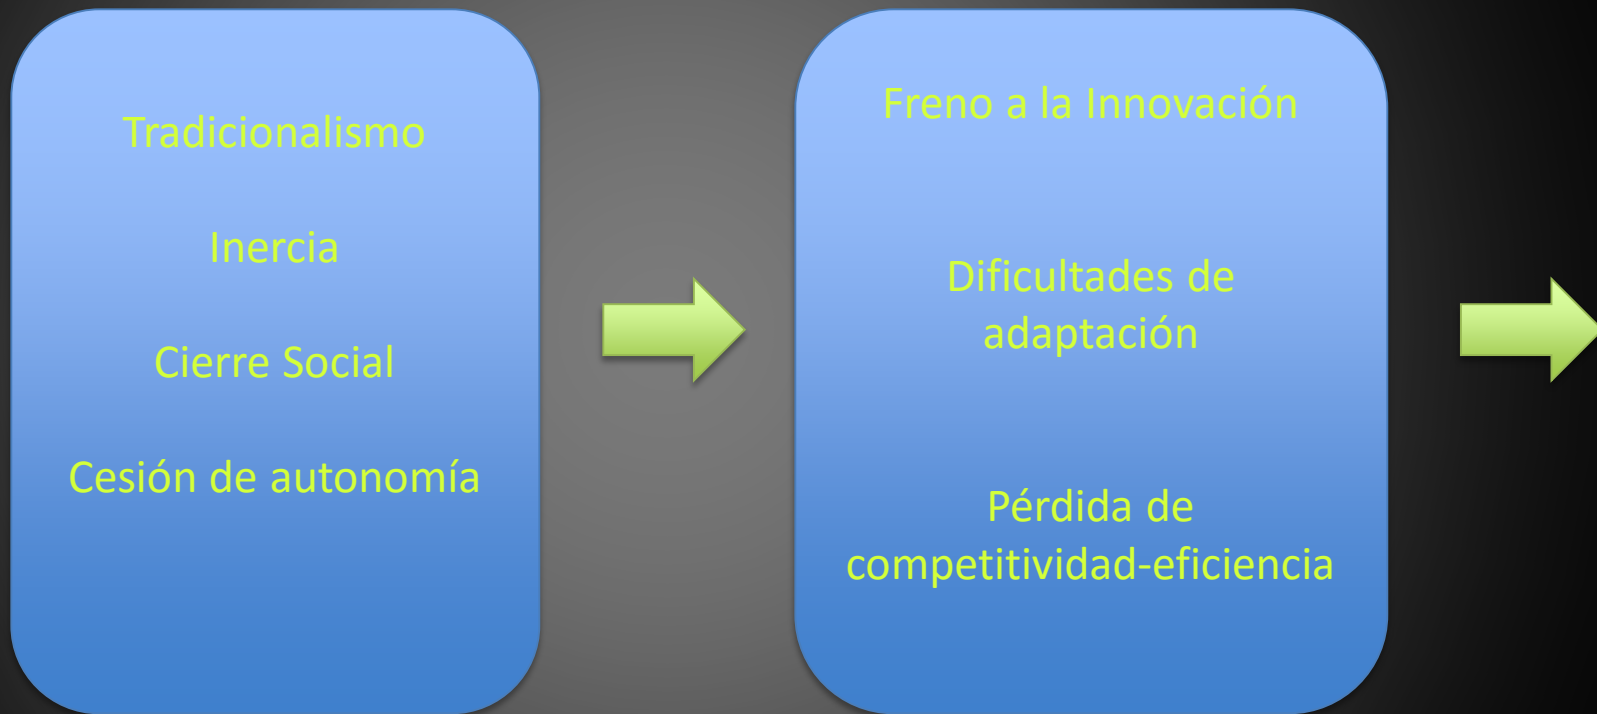 Tradicionalismo
Inercia
Cierre Social
Cesión de autonomía
Freno a la Innovación
Dificultades de
adaptación
Pérdida de
competitividad-eficiencia